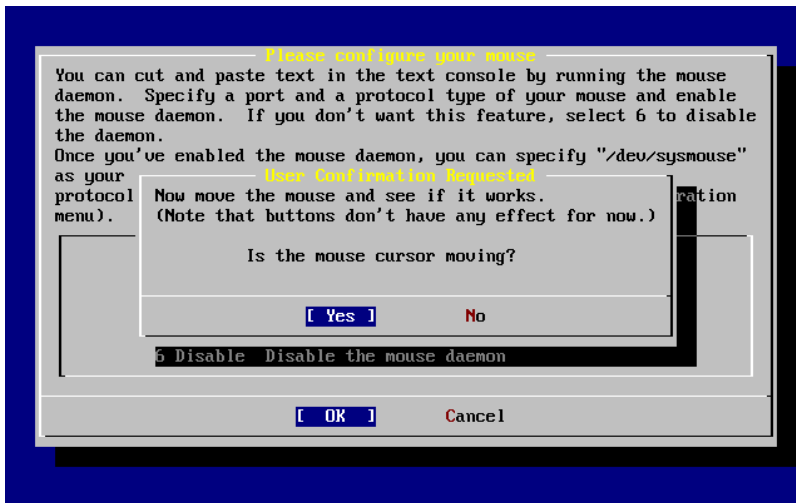 Please configure your mouse
You can cut and paste text in the text console by running the mouse
daemon.  Specify a port and a protocol type of your mouse and enable
the mouse daemon.  If you don't want this feature, select 6 to disable
the daemon.
Once you've enabled the mouse daemon, you can specify "/dev/sysmouse"
as your
protocol ration
menu).
User Confirmation Requested
Now move the mouse and see if it works.
(Note that buttons don't have any effect for now.)
Is the mouse cursor moving?
[ Yes ] No
6 Disable  Disable the mouse daemon
[ OK ] Cancel